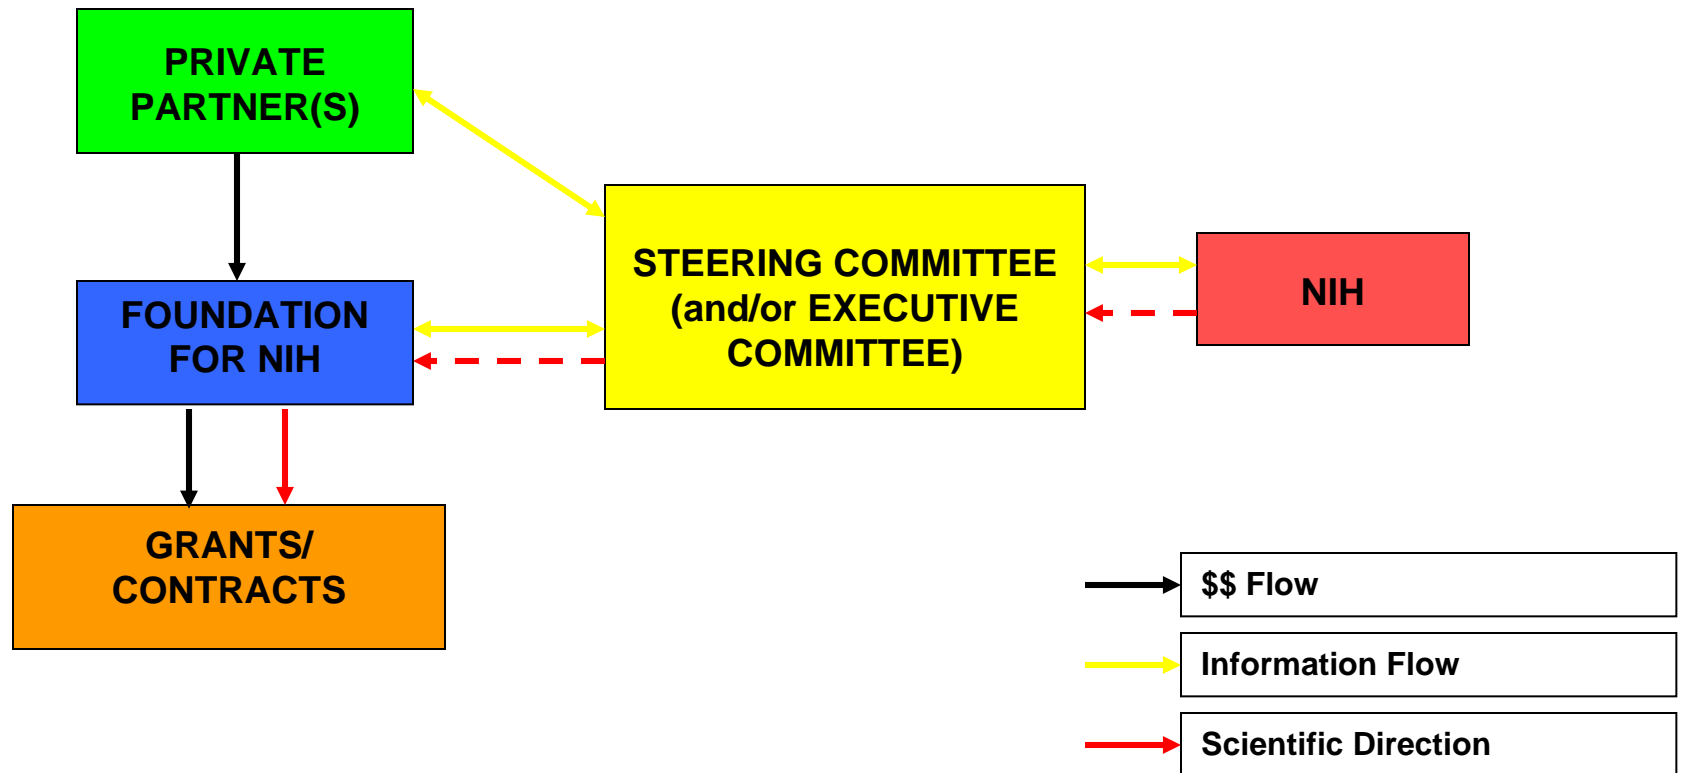 PRIVATE
PARTNER(S)
STEERING COMMITTEE
(and/or EXECUTIVE
COMMITTEE)
NIH
FOUNDATION
FOR NIH
GRANTS/
CONTRACTS
$$ Flow
Information Flow
Scientific Direction